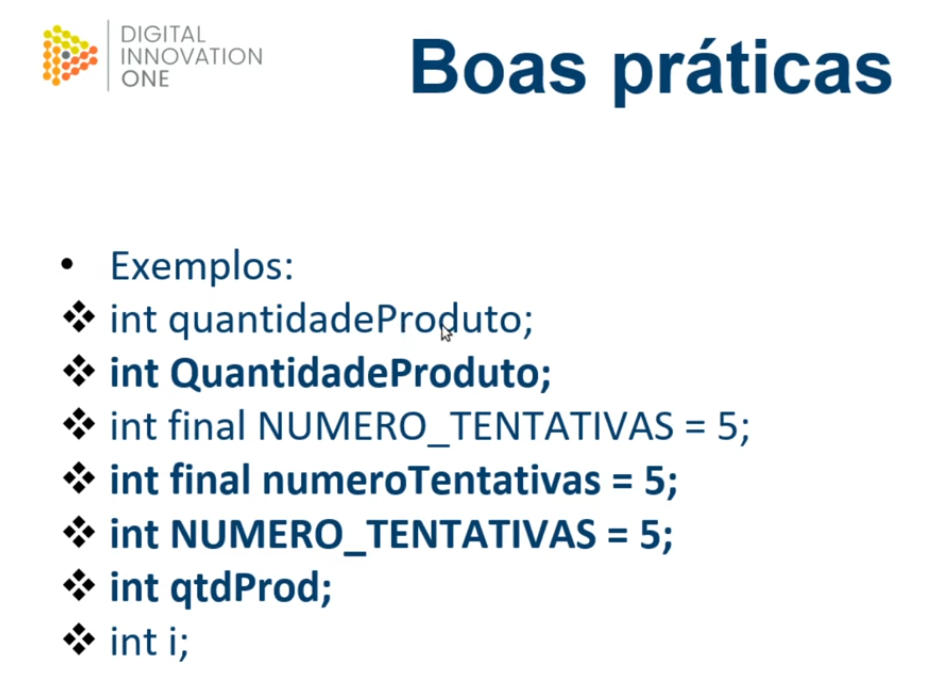 DIGITAL
INNOVATION
ONE
Boas práticas
• Exemplos:
❖ int quantidadeProduto;
❖ int QuantidadeProduto;
❖ int final NUMERO_TENTATIVAS = 5;
❖ int final numeroTentativas = 5;
❖ int NUMERO_TENTATIVAS = 5;
❖ int qtdProd;
❖ int i;